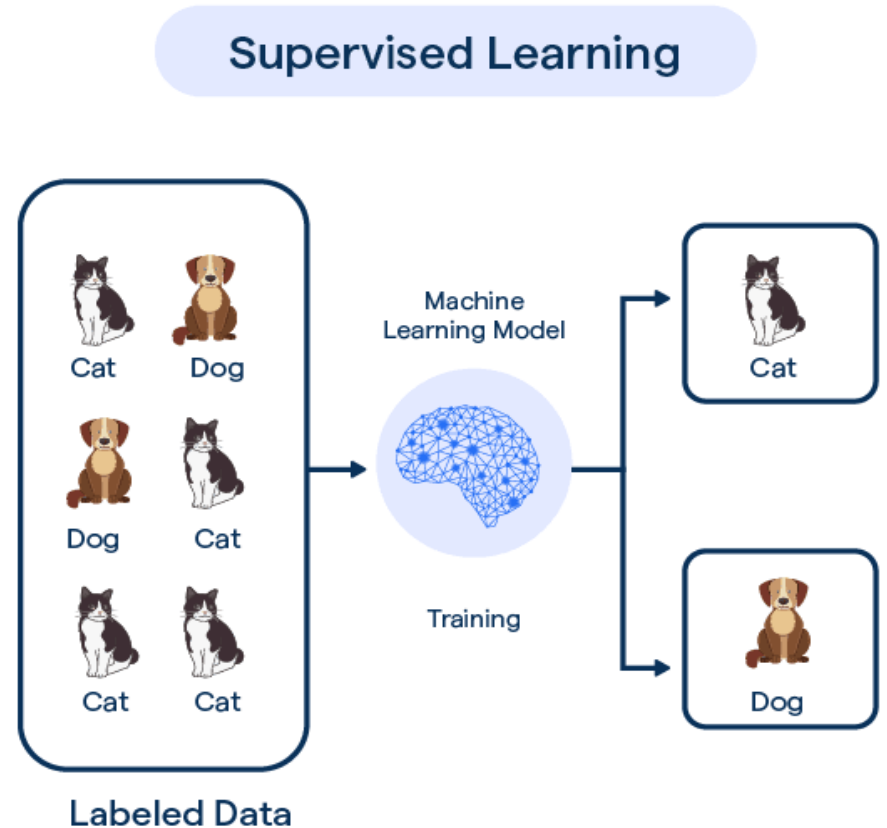 Supervised Learning
Cat Dog
Dog Cat
Cat Cat
Labeled Data
Machine
Learning Model
Training
Cat
Dog